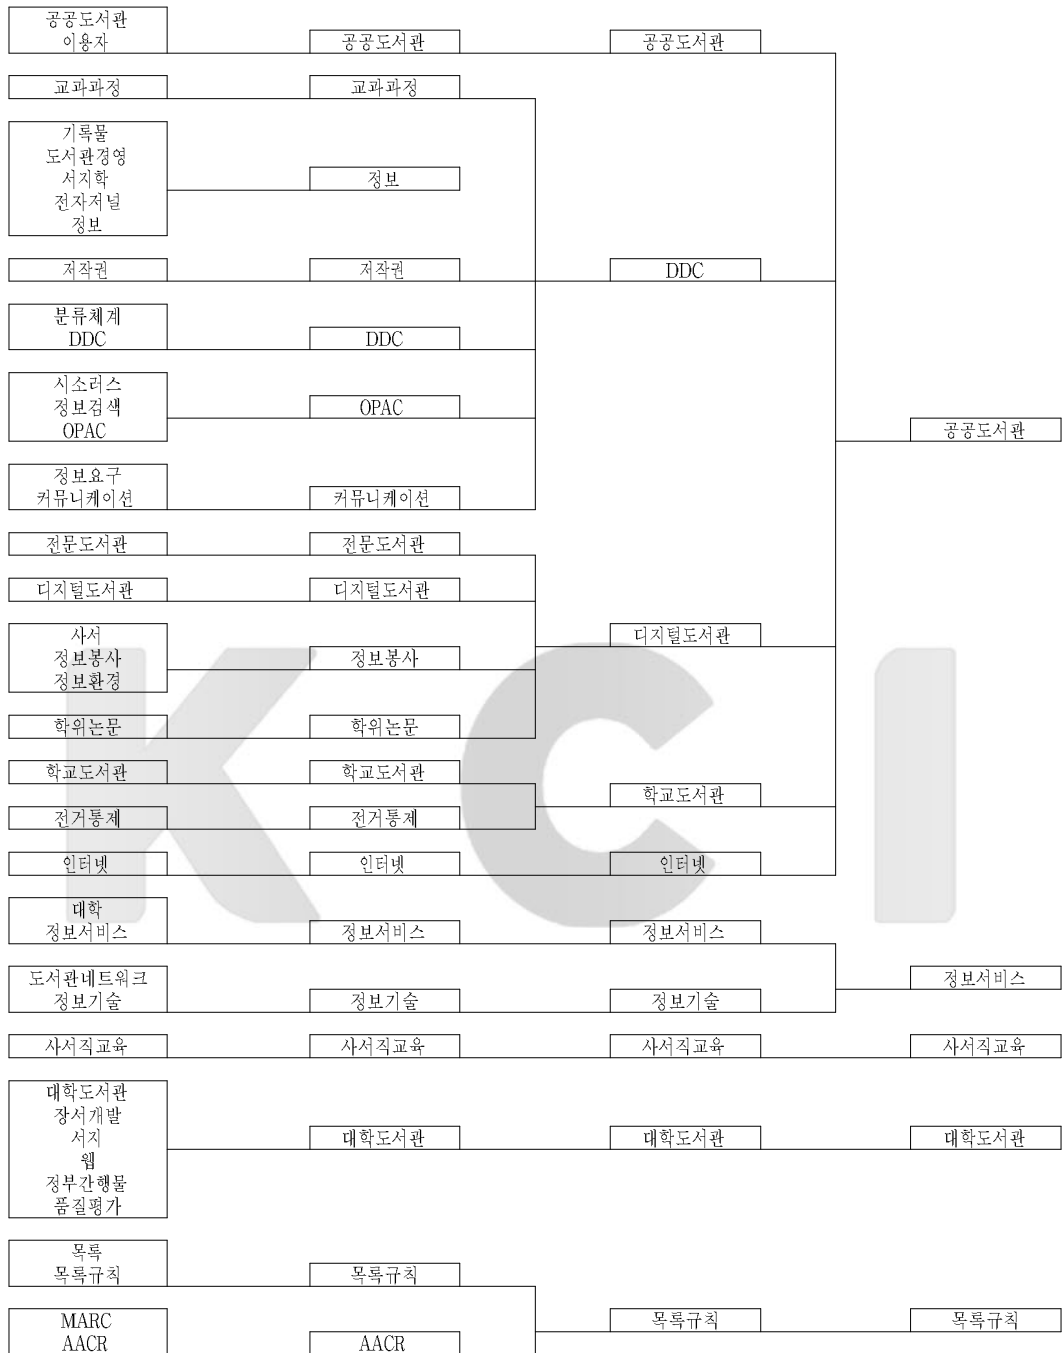 공공도서관
이용자
공공도서관
공공도서관
교과과정
교과과정
기록물
도서관경영
서지학
전자저널
정보
정보
저작권
저작권
DDC
분류체계
DDC
DDC
시소러스
정보검색
OPAC
OPAC
공공도서관
정보요구
커뮤니케이션
커뮤니케이션
전문도서관
전문도서관
디지털도서관
디지털도서관
사서
정보봉사
정보환경
정보봉사
디지털도서관
학위논문
학위논문
학교도서관
학교도서관
학교도서관
전거통제
전거통제
인터넷
인터넷
인터넷
대학
정보서비스
정보서비스
정보서비스
도서관네트워크
정보기술
정보기술
정보기술
정보서비스
사서직교육
사서직교육
사서직교육
사서직교육
대학도서관
장서개발
서지
웹
정부간행물
품질평가
대학도서관
대학도서관
대학도서관
목록
목록규칙
목록규칙
MARC
AACR
AACR
목록규칙
목록규칙
KCI